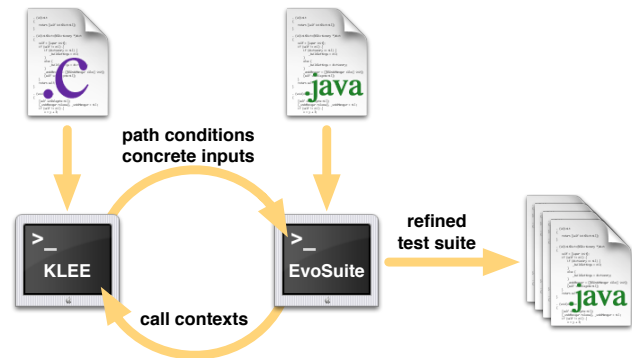 .C
.java
path conditions
concrete inputs
>_
KLEE
>_
EvoSuite
refined
test suite
.java
call contexts